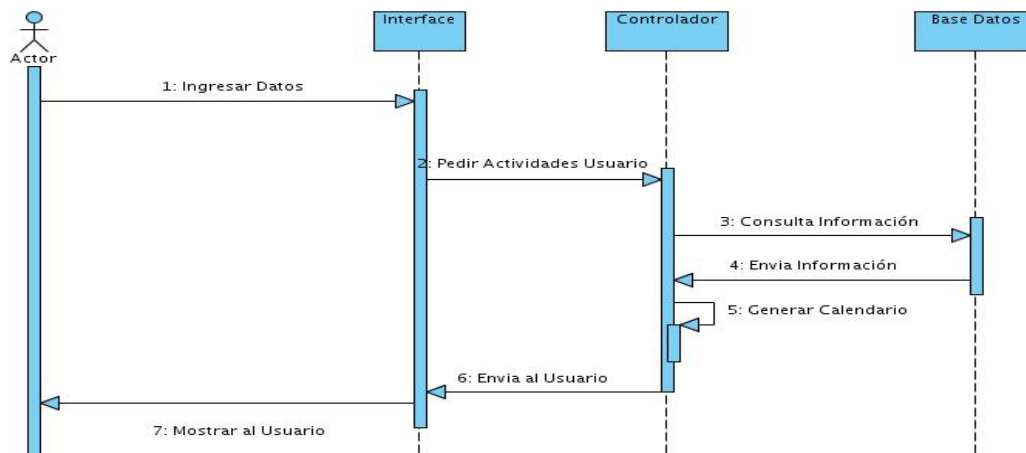 Interface
Controlador
Base Datos
Actor
1: Ingresar Datos
2: Pedir Actividades Usuario
3: Consulta Información
4: Envia Información
5: Generar Calendario
6: Envia al Usuario
7: Mostrar al Usuario